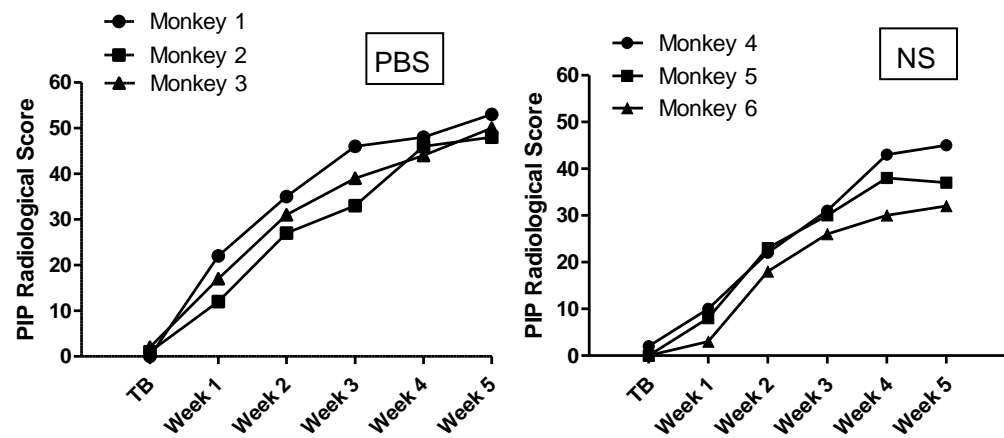 Monkey 1
Monkey 2
Monkey 3
PBS
PIP Radiological Score
60
50
40
30
20
10
0
TB
Week 1
Week 2
Week 3
Week 4
Week 5
Monkey 4
Monkey 5
Monkey 6
NS
PIP Radiological Score
60
50
40
30
20
10
0
TB
Week 1
Week 2
Week 3
Week 4
Week 5